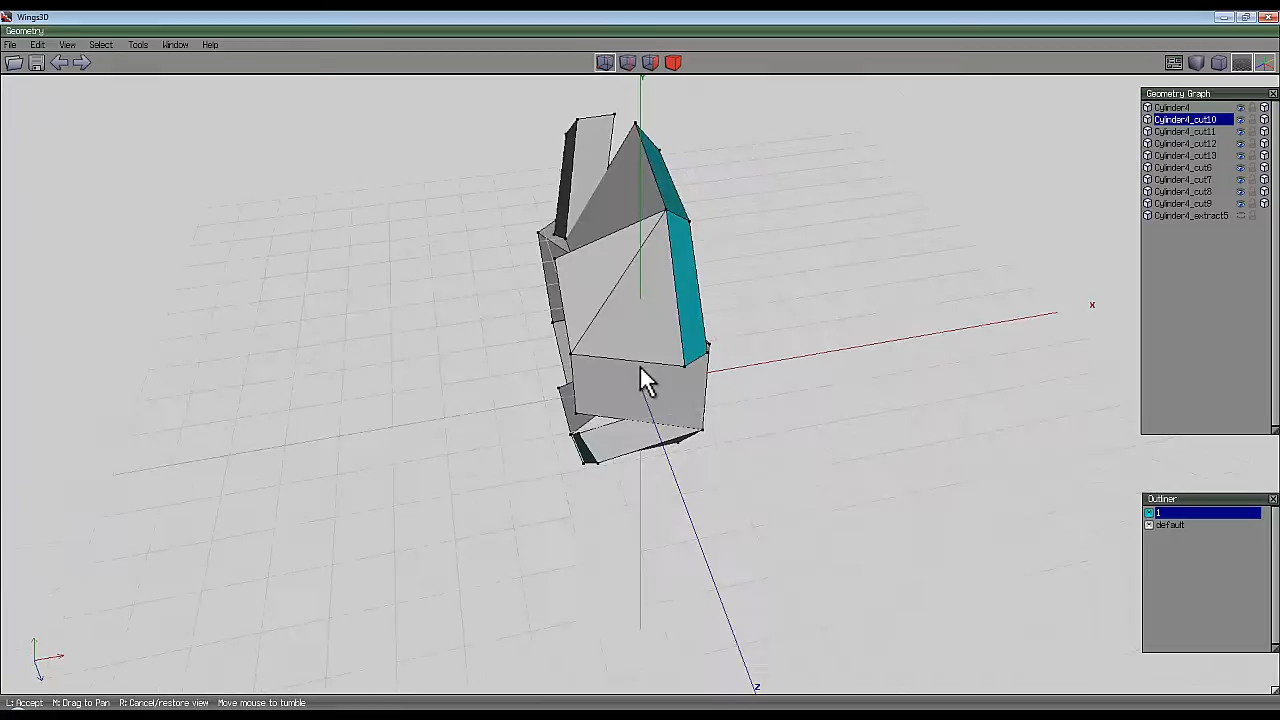 Wings3D
Geometry
File Edit View Select Tools Window Help
Y
Geometry Graph
Cylinder4
Cylinder4_cut10
Cylinder4_cut11
Cylinder4_cut12
Cylinder4_cut13
Cylinder4_cut6
Cylinder4_cut7
Cylinder4_cut8
Cylinder4_cut9
Cylinder4_extract5
X
Outliner
1
default
Z
L: Accept M: Drag to Pan R: Cancel/restore view Move mouse to tumble